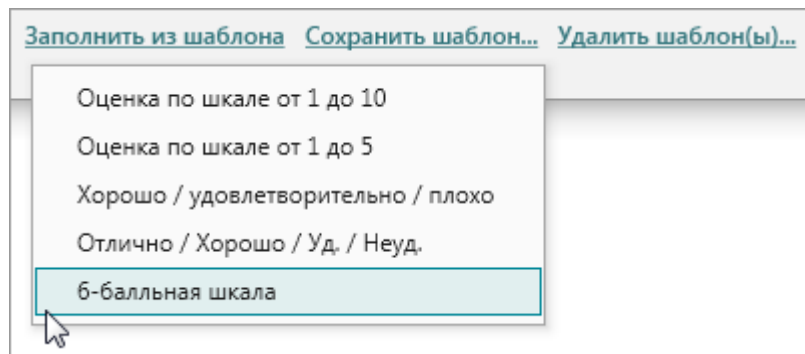 Заполнить из шаблона Сохранить шаблон... Удалить шаблон(ы)...
Оценка по шкале от 1 до 10
Оценка по шкале от 1 до 5
Хорошо / удовлетворительно / плохо
Отлично / Хорошо / Уд. / Неуд.
6-балльная шкала